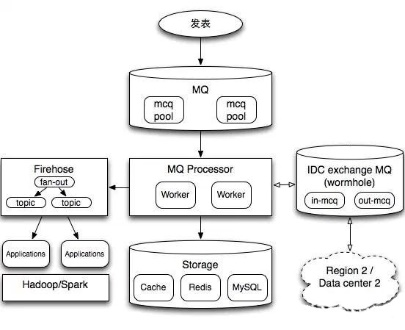 发表
MQ
mcq
pool
mcq
pool
Firehose
fan-out
topic
topic
MQ Processor
Worker
Worker
IDC exchange MQ
(wormhole)
in-mcq
out-mcq
Applications
Applications
Hadoop/Spark
Storage
Cache
Redis
MySQL
Region 2 /
Data center 2